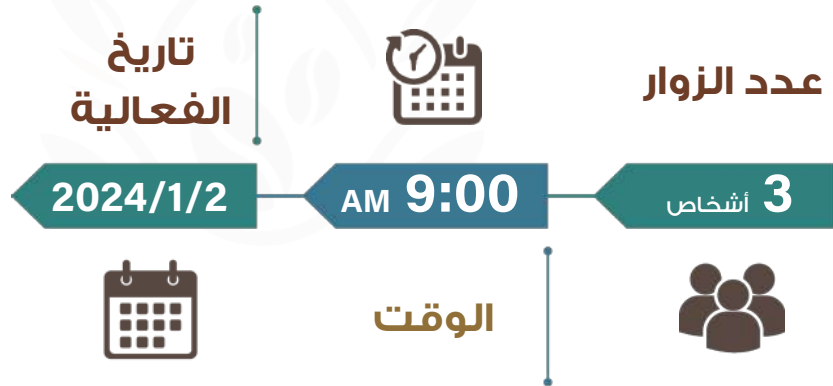 عدد الزوار
3 أشخاص
9:00 AM
الوقت
تاريخ
الفعالية
2024/1/2